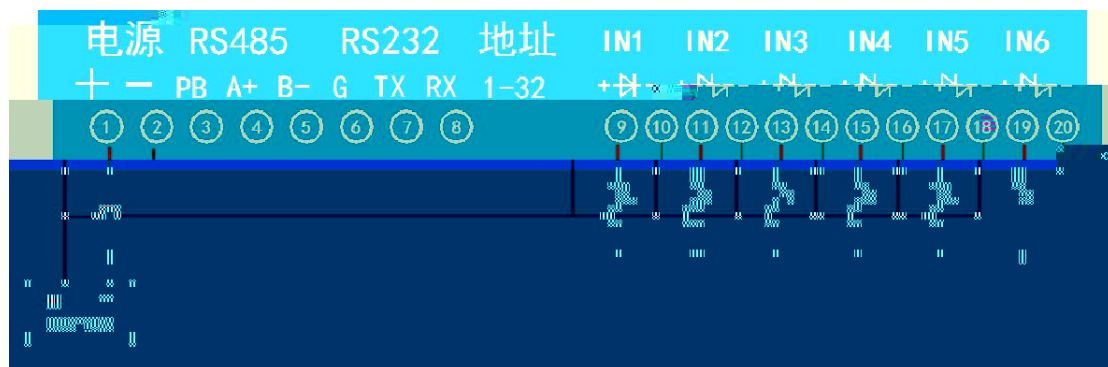 电源 RS485 RS232 地址 IN1 IN2 IN3 IN4 IN5 IN6
+ - PB A+ B- G TX RX 1-32 + - + - + - + - + - + -
① ② ③ ④ ⑤ ⑥ ⑦ ⑧ ⑨ ⑩ ⑪ ⑫ ⑬ ⑭ ⑮ ⑯ ⑰ ⑱ ⑲ ⑳